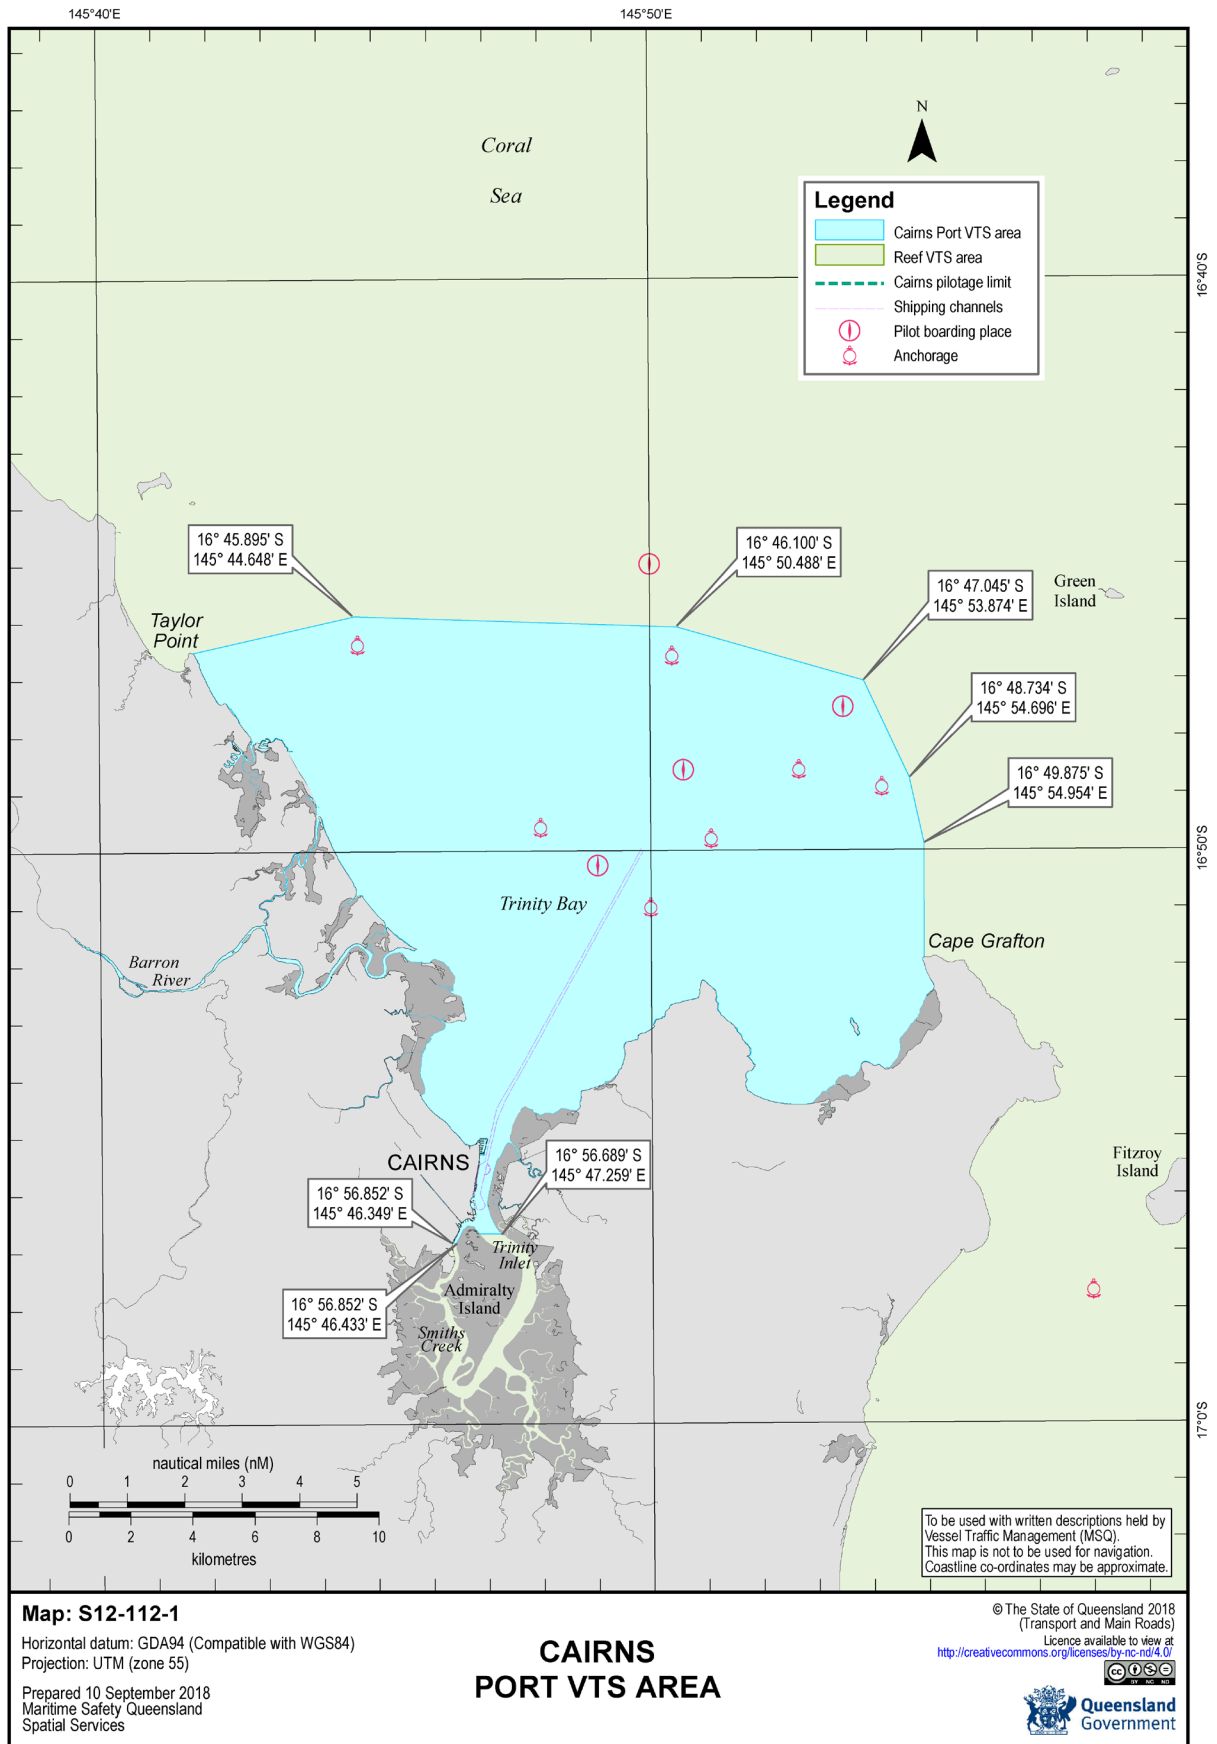 145°40'E
145°50'E
Coral
Sea
N
Legend
Cairns Port VTS area
Reef VTS area
Cairns pilotage limit
Shipping channels
Pilot boarding place
Anchorage
16°40'S
16° 45.895' S
145° 44.648' E
16° 46.100' S
145° 50.488' E
16° 47.045' S
145° 53.874' E
Green
Island
Taylor
Point
16° 48.734' S
145° 54.696' E
16° 49.875' S
145° 54.954' E
16°50'S
Trinity Bay
Cape Grafton
Barron
River
CAIRNS
16° 56.689' S
145° 47.259' E
Fitzroy
Island
16° 56.852' S
145° 46.349' E
Trinity
Inlet
Admiralty
Island
16° 56.852' S
145° 46.433' E
Smiths
Creek
17°0'S
nautical miles (nM)
0 1 2 3 4 5
0 2 4 6 8 10
kilometres
To be used with written descriptions held by
Vessel Traffic Management (MSQ).
This map is not to be used for navigation.
Coastline co-ordinates may be approximate.
Map: S12-112-1
Horizontal datum: GDA94 (Compatible with WGS84)
Projection: UTM (zone 55)
Prepared 10 September 2018
Maritime Safety Queensland
Spatial Services
CAIRNS
PORT VTS AREA
© The State of Queensland 2018
(Transport and Main Roads)
Licence available to view at
http://creativecommons.org/licenses/by-nc-nd/4.0/
cc
BY NC ND
Queensland
Government